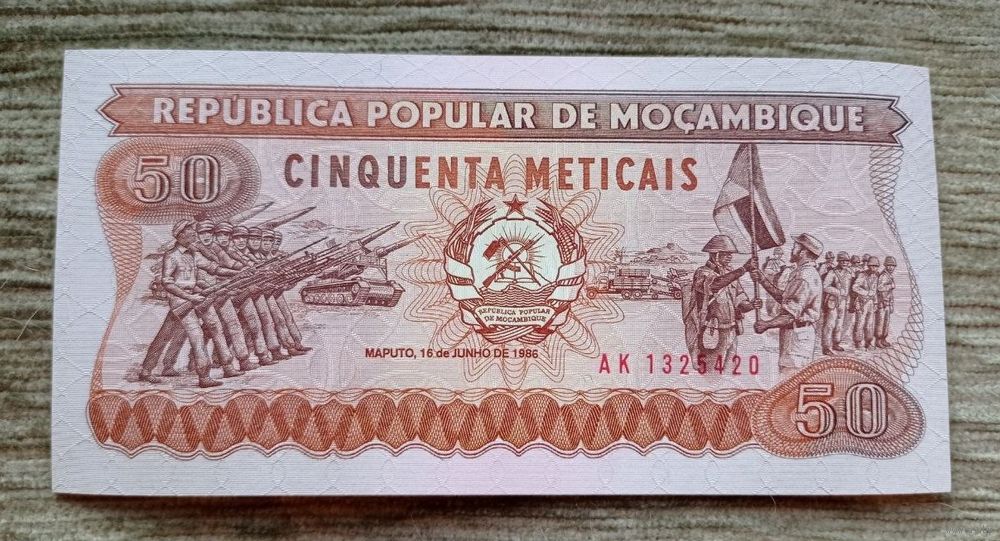 REPÚBLICA POPULAR DE MOÇAMBIQUE
50
CINQUENTA METICAIS
REPÚBLICA POPULAR
DE MOÇAMBIQUE
MAPUTO, 16 de JUNHO DE 1986
AK 1325420
50